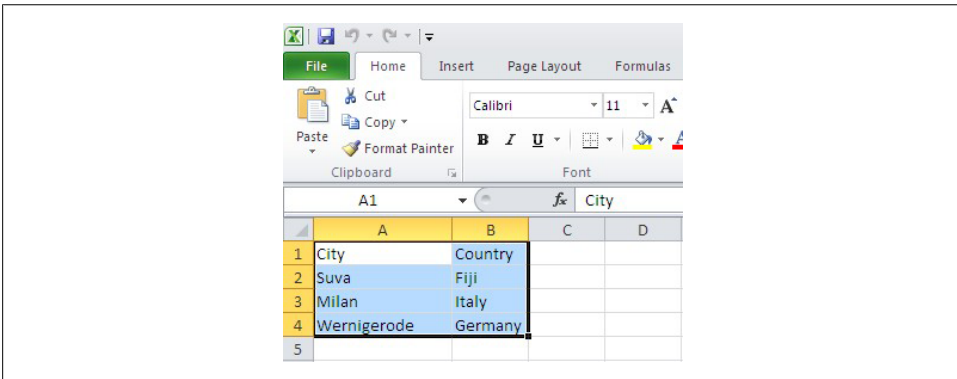 File Home Insert Page Layout Formulas
Cut
Copy
Format Painter
Paste
Calibri 11 A
B I U A
Clipboard Font
A1 fx City
A B C D
1 City Country
2 Suva Fiji
3 Milan Italy
4 Wernigerode Germany
5